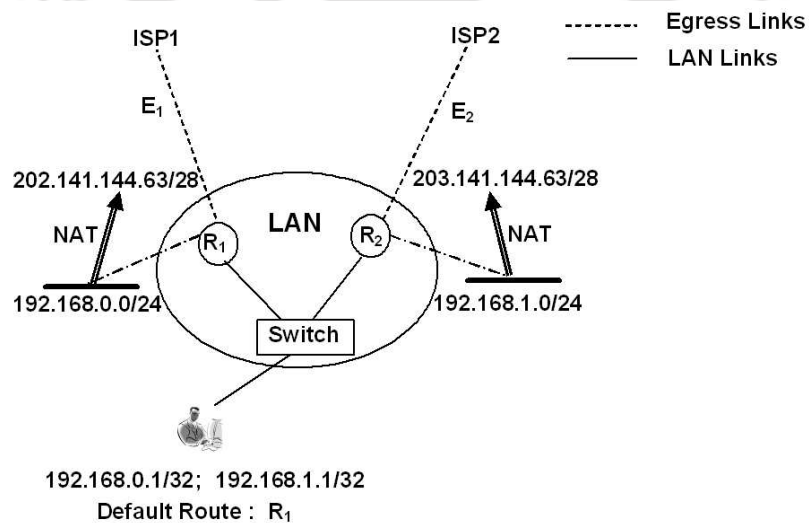 ISP1
ISP2
Egress Links
LAN Links
E1
E2
202.141.144.63/28
203.141.144.63/28
NAT
LAN
NAT
R1
R2
192.168.0.0/24
192.168.1.0/24
Switch
192.168.0.1/32; 192.168.1.1/32
Default Route : R1